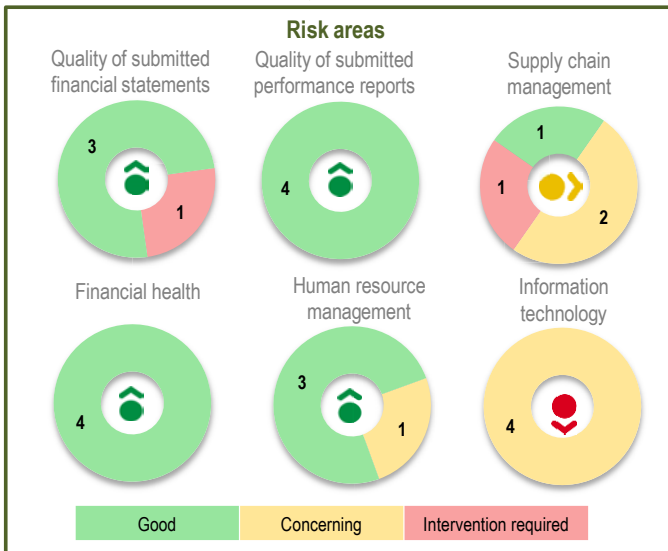 Risk areas
Quality of submitted
financial statements
3
1
Quality of submitted
performance reports
4
Supply chain
management
1
1
2
Financial health
4
Human resource
management
3
1
Information
technology
4
Good
Concerning
Intervention required